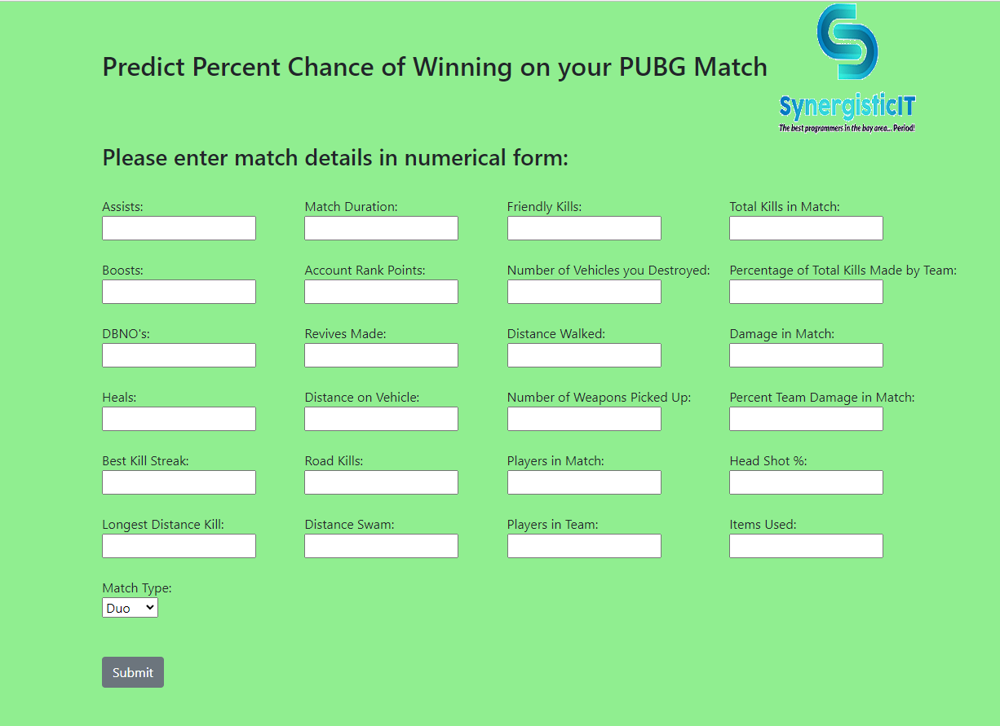 Predict Percent Chance of Winning on your PUBG Match
SynergisticIT
The best programmers in the bay area... Period!
Please enter match details in numerical form:
Assists:
Match Duration:
Friendly Kills:
Total Kills in Match:
Boosts:
Account Rank Points:
Number of Vehicles you Destroyed:
Percentage of Total Kills Made by Team:
DBNO's:
Revives Made:
Distance Walked:
Damage in Match:
Heals:
Distance on Vehicle:
Number of Weapons Picked Up:
Percent Team Damage in Match:
Best Kill Streak:
Road Kills:
Players in Match:
Head Shot %:
Longest Distance Kill:
Distance Swam:
Players in Team:
Items Used:
Match Type:
Duo
Submit